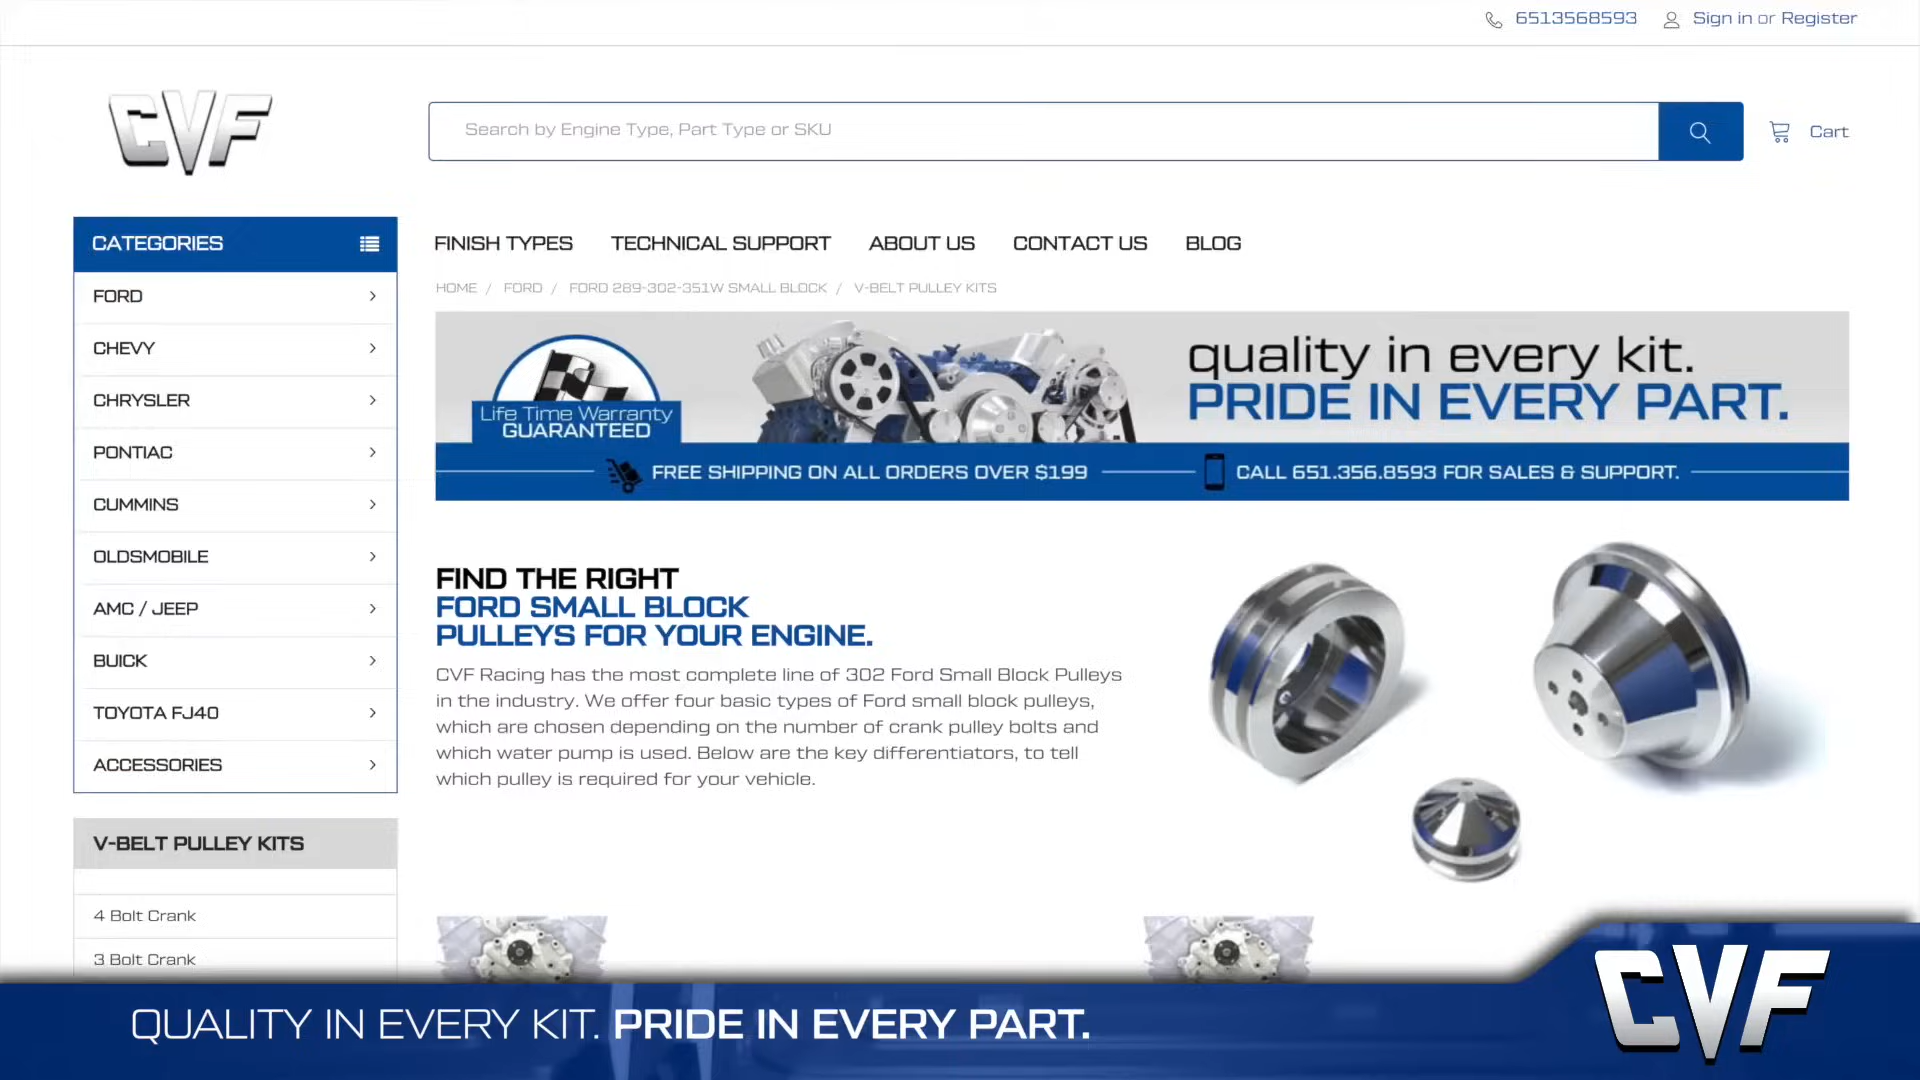 6513568593 Sign in or Register
CVF
Search by Engine Type, Part Type or SKU
Cart
CATEGORIES
FORD
CHEVY
CHRYSLER
PONTIAC
CUMMINS
OLDSMOBILE
AMC / JEEP
BUICK
TOYOTA FJ40
ACCESSORIES
V-BELT PULLEY KITS
4 Bolt Crank
3 Bolt Crank
FINISH TYPES TECHNICAL SUPPORT ABOUT US CONTACT US BLOG
HOME / FORD / FORD 289-302-351W SMALL BLOCK / V-BELT PULLEY KITS
Life Time Warranty
GUARANTEED
quality in every kit.
PRIDE IN EVERY PART.
FREE SHIPPING ON ALL ORDERS OVER $199
CALL 651.356.8593 FOR SALES & SUPPORT.
FIND THE RIGHT
FORD SMALL BLOCK
PULLEYS FOR YOUR ENGINE.
CVF Racing has the most complete line of 302 Ford Small Block Pulleys
in the industry. We offer four basic types of Ford small block pulleys,
which are chosen depending on the number of crank pulley bolts and
which water pump is used. Below are the key differentiators, to tell
which pulley is required for your vehicle.
QUALITY IN EVERY KIT. PRIDE IN EVERY PART.
CVF